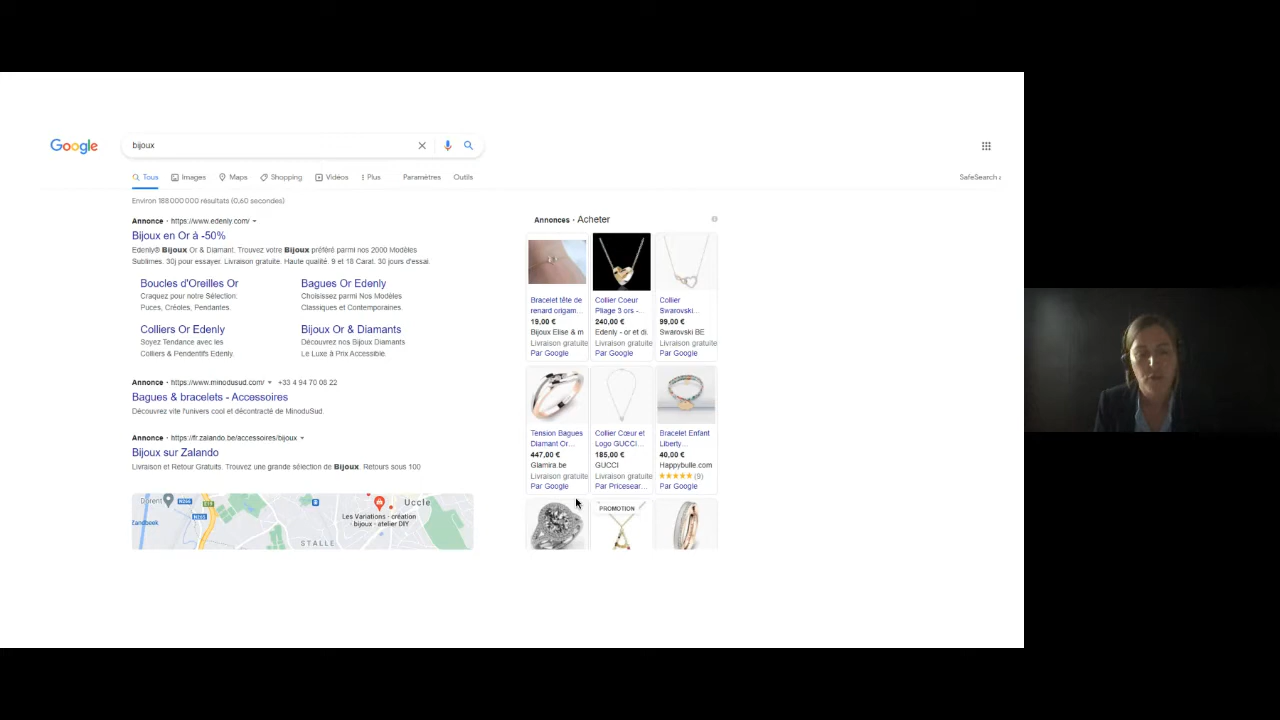 Google
bijoux
Tous Images Maps Shopping Vidéos Plus Paramètres Outils
SafeSearch a
Environ 188 000 000 résultats (0,60 secondes)
Annonce · https://www.edenly.com/
Bijoux en Or à -50%
Edenly® Bijoux Or & Diamant. Trouvez votre Bijoux préféré parmi nos 2000 Modèles
Sublimes. 30j pour essayer. Livraison gratuite. Haute qualité. 9 et 18 Carat. 30 jours d'essai.
Boucles d'Oreilles Or
Craquez pour notre Sélection.
Puces, Créoles, Pendantes.
Bagues Or Edenly
Choisissez parmi Nos Modèles
Classiques et Contemporaines.
Colliers Or Edenly
Soyez Tendance avec les
Colliers & Pendentifs Edenly.
Bijoux Or & Diamants
Découvrez nos Bijoux Diamants
Le Luxe à Prix Accessible.
Annonce · https://www.minodusud.com/ +33 4 94 70 08 22
Bagues & bracelets - Accessoires
Découvrez vite l'univers cool et décontracté de MinoduSud.
Annonce · https://fr.zalando.be/accessoires/bijoux
Bijoux sur Zalando
Livraison et Retour Gratuits. Trouvez une grande sélection de Bijoux. Retours sous 100
Uccle
Les Variations - création
- bijoux - atelier DIY
Zandbeek
STALLE
Annonces · Acheter
Bracelet tête de
renard origam...
19,00 €
Bijoux Elise & m
Livraison gratuite
Par Google
Collier Coeur
Pliage 3 ors -...
240,00 €
Edenly - or et di.
Livraison gratuite
Par Google
Collier
Swarovski...
99,00 €
Swarovski BE
Livraison gratuite
Par Google
Tension Bagues
Diamant Or...
447,00 €
Glamira be
Livraison gratuite
Par Google
Collier Cœur et
Logo GUCCI...
185,00 €
GUCCI
Livraison gratuite
Par Pricesear...
Bracelet Enfant
Liberty...
40,00 €
Happybulle.com
(9)
Par Google
PROMOTION